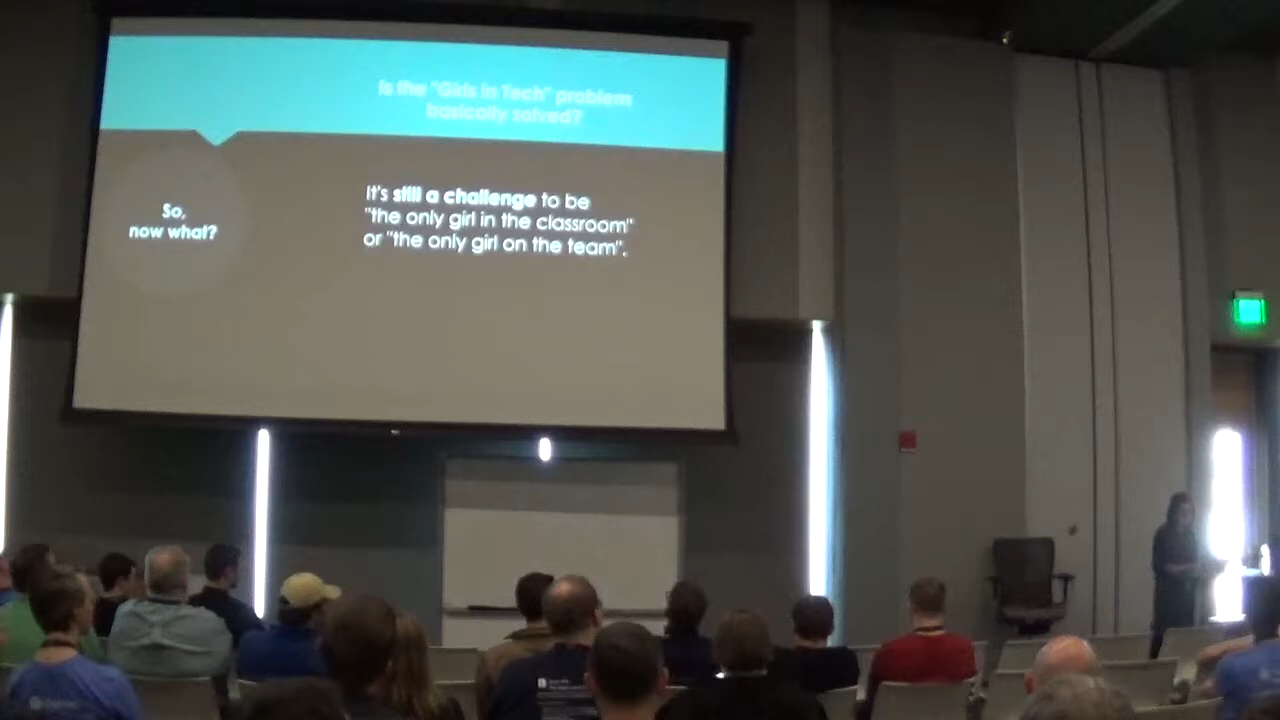 Is the "Girls in Tech" problem
basically solved?
So,
now what?
It's still a challenge to be
"the only girl in the classroom"
or "the only girl on the team".